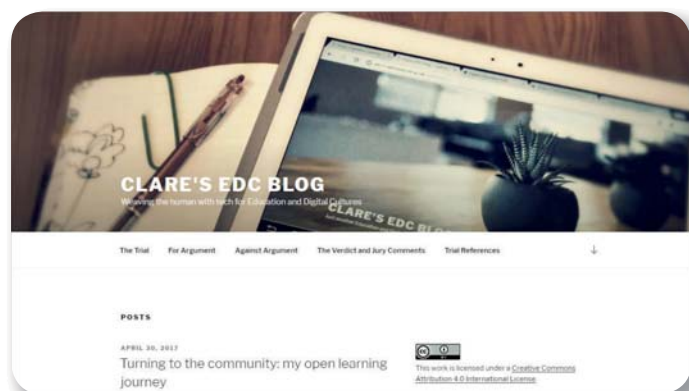 CLARE'S EDC BLOG
CLARE'S EDC BLOG
Weaving the human with tech for Education and Digital Cultures
The Trial For Argument Against Argument The Verdict and Jury Comments Trial References
POSTS
APRIL 30, 2017
Turning to the community: my open learning
journey
This work is licensed under a Creative Commons
Attribution 4.0 International License